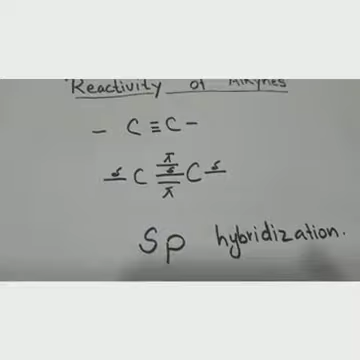 Reactivity of Alkynes
– C ≡ C –
s C π s π C s
Sp hybridization.